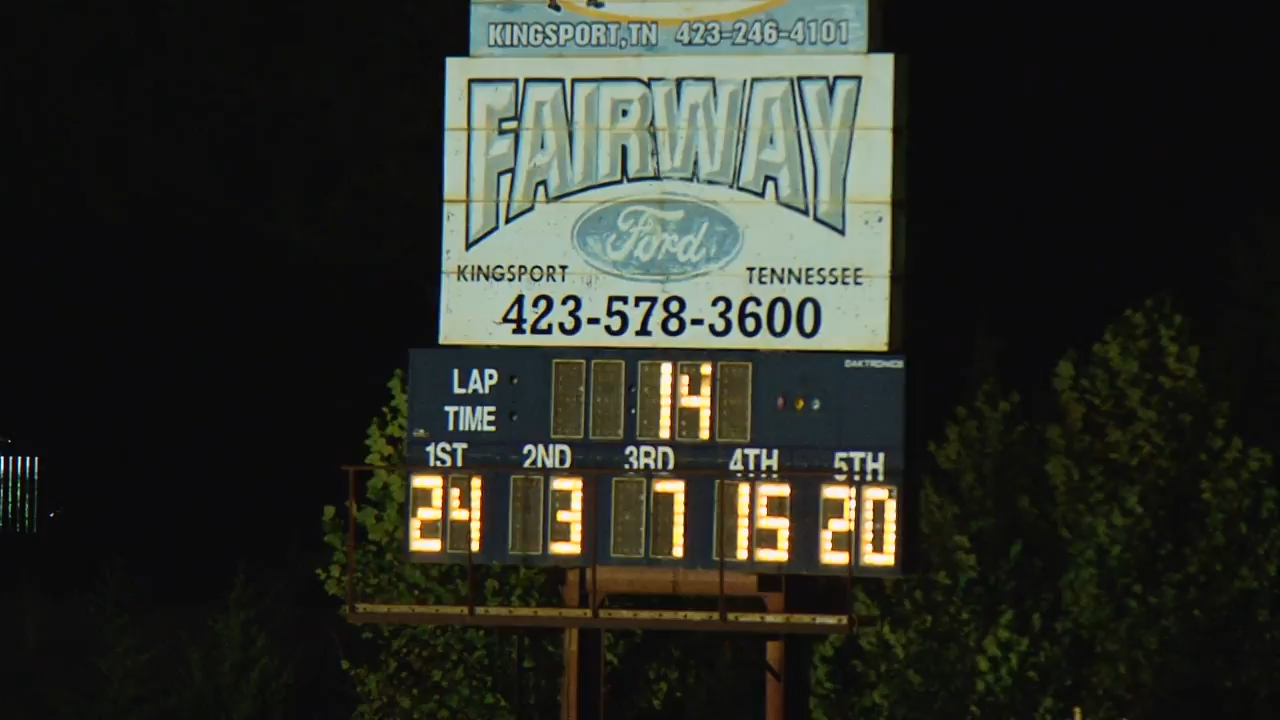 KINGSPORT, TN 423-246-4101
FAIRWAY
Ford
KINGSPORT TENNESSEE
423-578-3600
DAKTRONICS
LAP 14
TIME
1ST 2ND 3RD 4TH 5TH
24 3 7 15 20